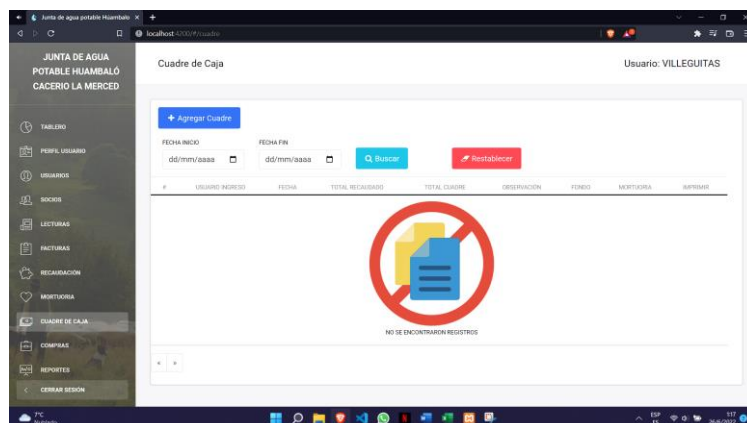 Junta de agua potable Huambalo
localhost:4200/#/cuadre
JUNTA DE AGUA
POTABLE HUAMBALÓ
CACERIO LA MERCED
Cuadre de Caja
Usuario: VILLEGUITAS
TABLERO
PERFIL USUARIO
USUARIOS
SOCIOS
LECTURAS
FACTURAS
RECAUDACIÓN
MORTUORIA
CUADRE DE CAJA
COMPRAS
REPORTES
CERRAR SESIÓN
+ Agregar Cuadre
FECHA INICIO FECHA FIN
dd/mm/aaaa dd/mm/aaaa Buscar Restablecer
# USUARIO INGRESO FECHA TOTAL RECAUDADO TOTAL CUADRE OBSERVACIÓN FONDO MORTUORIA IMPRIMIR
NO SE ENCONTRARON REGISTROS
« »
7°C
ESP
1:17